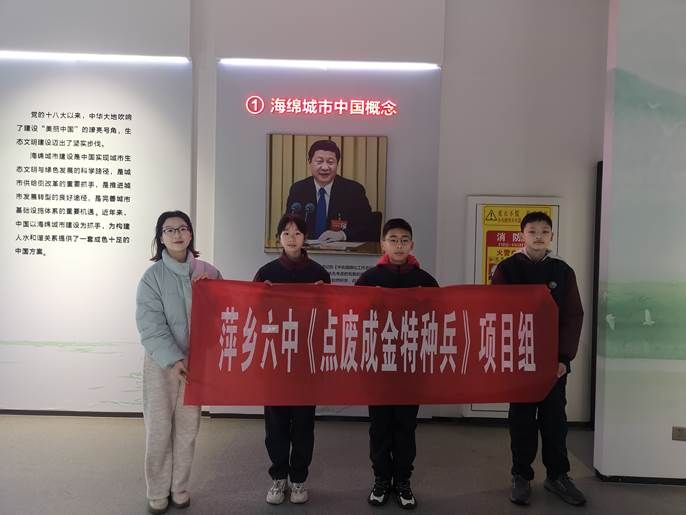 ① 海绵城市中国概念
党的十八大以来，中华大地吹响
了建设“美丽中国”的嘹亮号角，生
态文明建设迈出了坚实步伐。
海绵城市建设是中国实现城市生
态文明与绿色发展的科学路径，是城
市供给侧改革的重要抓手，是推进城
市发展转型的良好途径，是完善城市
基础设施体系的重要机遇。近年来，
中国以海绵城市建设为抓手，为构建
人水和谐关系提供了一套成色十足的
中国方案。
萍乡六中《点废成金特种兵》项目组
消防
火警